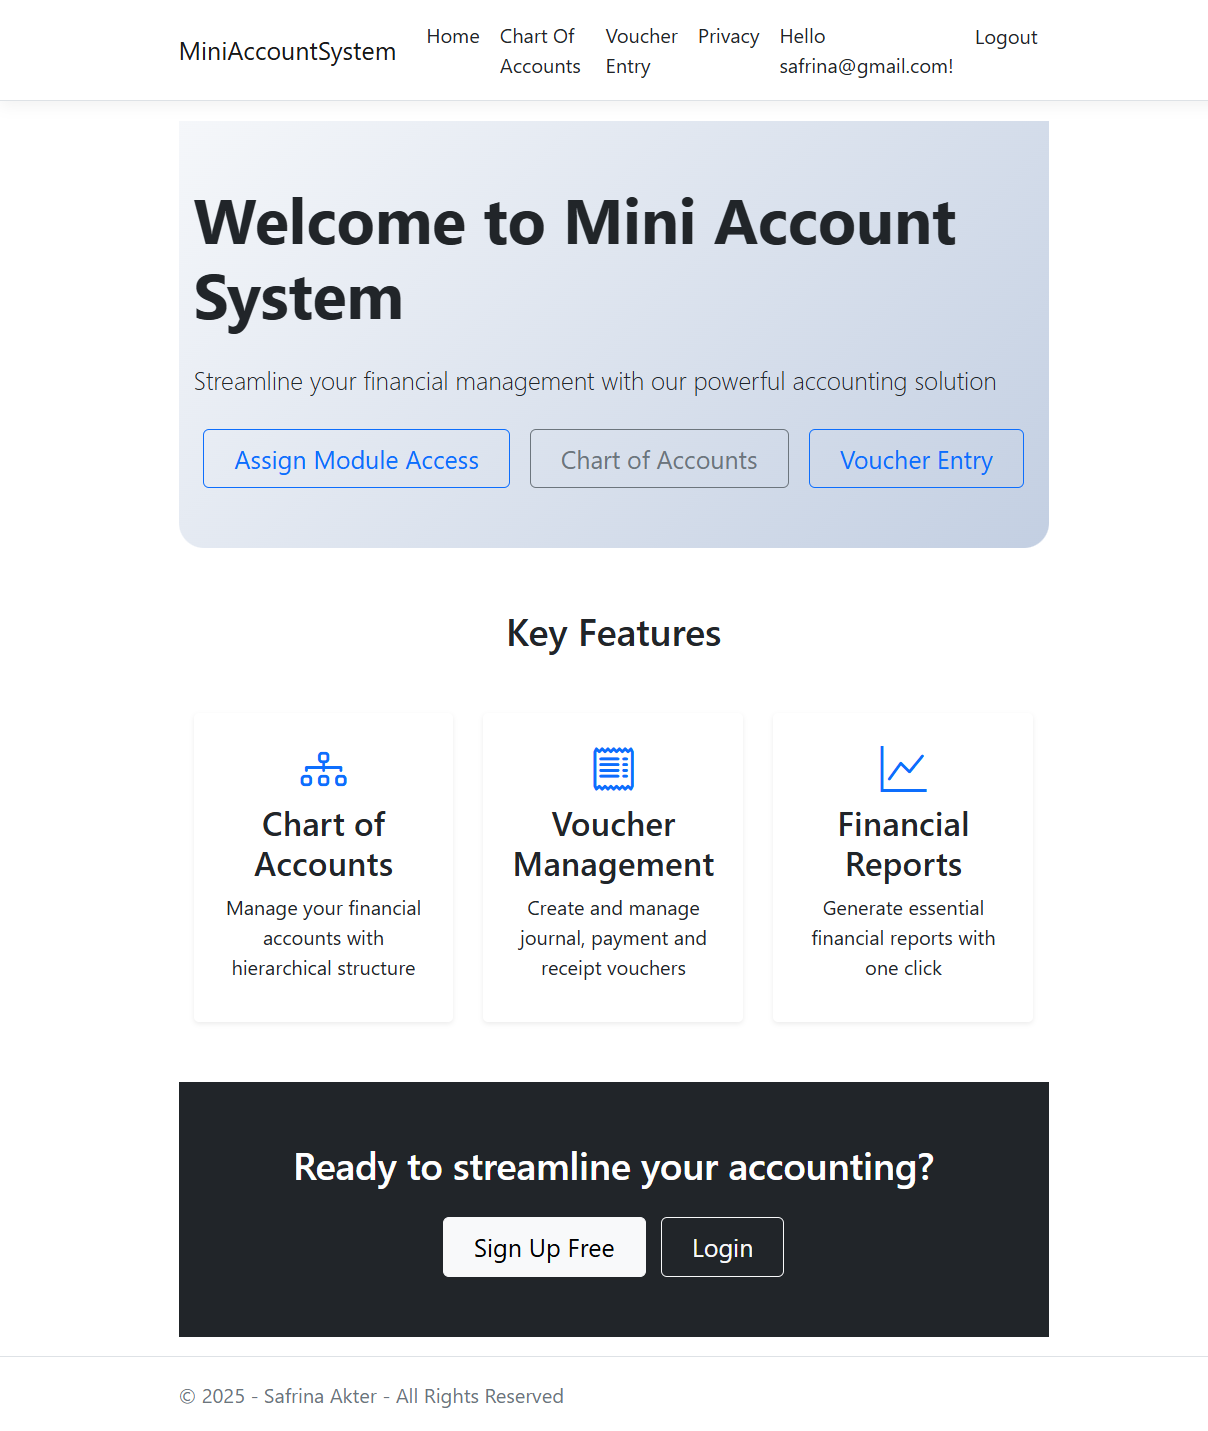 MiniAccountSystem
Home
Chart Of
Accounts
Voucher
Entry
Privacy
Hello
safrina@gmail.com!
Logout
Welcome to Mini Account
System
Streamline your financial management with our powerful accounting solution
Assign Module Access
Chart of Accounts
Voucher Entry
Key Features
Chart of
Accounts
Manage your financial
accounts with
hierarchical structure
Voucher
Management
Create and manage
journal, payment and
receipt vouchers
Financial
Reports
Generate essential
financial reports with
one click
Ready to streamline your accounting?
Sign Up Free
Login
© 2025 - Safrina Akter - All Rights Reserved